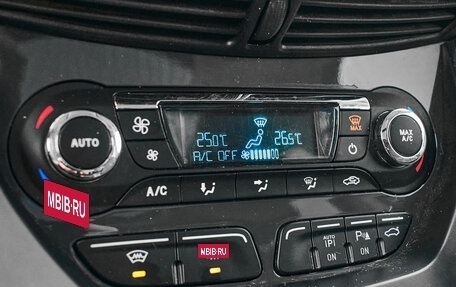 MAX
25.0°C
26.5°C
AUTO
MAX
A/C
A/C OFF
A/C
MBIB.RU
MBIB.RU
AUTO
P
P
ON
ON